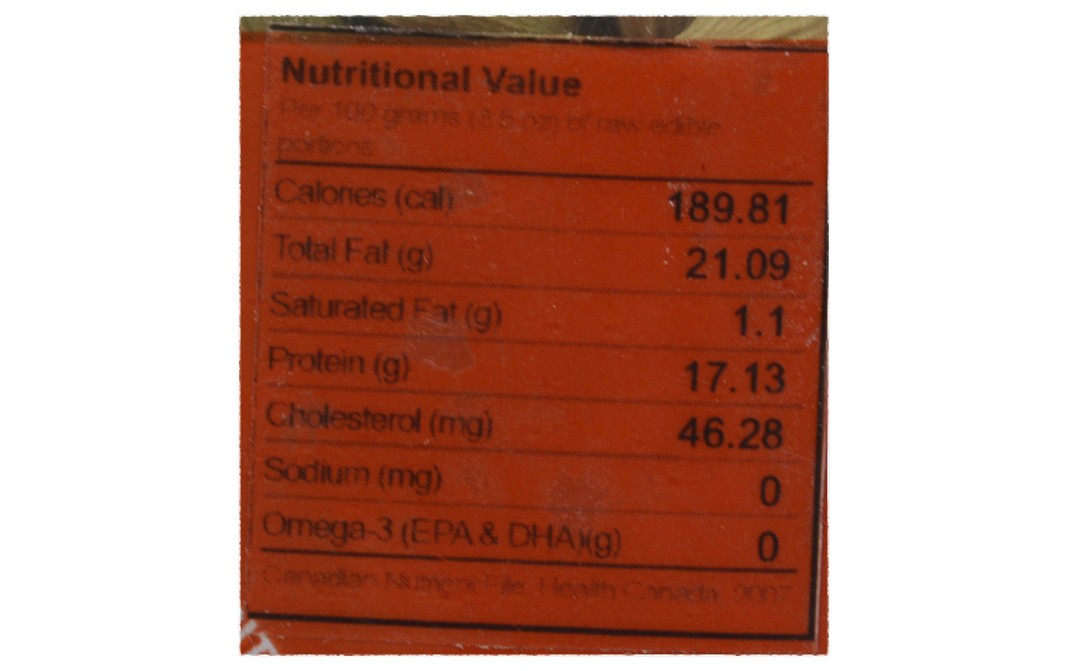 Nutritional Value
Per 100 grams (3.5 oz) of raw edible
portions
Calories (cal) 189.81
Total Fat (g) 21.09
Saturated Fat (g) 1.1
Protein (g) 17.13
Cholesterol (mg) 46.28
Sodium (mg) 0
Omega-3 (EPA & DHA)(g) 0
Canadian Nutrient File, Health Canada, 2007